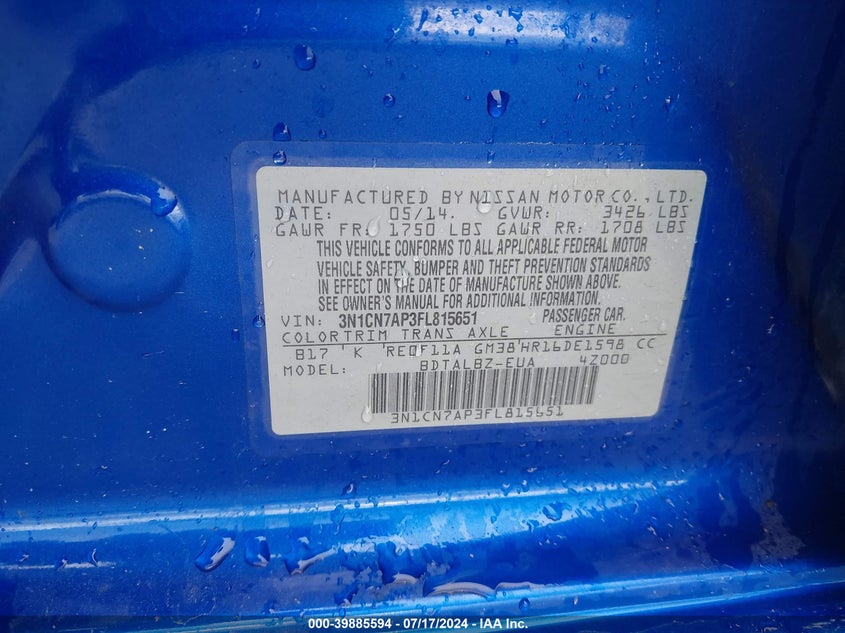 MANUFACTURED BY NISSAN MOTOR CO., LTD.
DATE: 05/14. GVWR: 3426 LBS
GAWR FR: 1750 LBS GAWR RR: 1708 LBS
THIS VEHICLE CONFORMS TO ALL APPLICABLE FEDERAL MOTOR
VEHICLE SAFETY, BUMPER AND THEFT PREVENTION STANDARDS
IN EFFECT ON THE DATE OF MANUFACTURE SHOWN ABOVE.
SEE OWNER'S MANUAL FOR ADDITIONAL INFORMATION.
VIN: 3N1CN7AP3FL815651 PASSENGER CAR.
COLOR TRIM TRANS AXLE ENGINE
B17 K RE0F11A GM38 HR16DE1598 CC
MODEL: BDTALBZ-EUA 4Z000
3N1CN7AP3FL815651
000-39885594 - 07/17/2024 - IAA Inc.